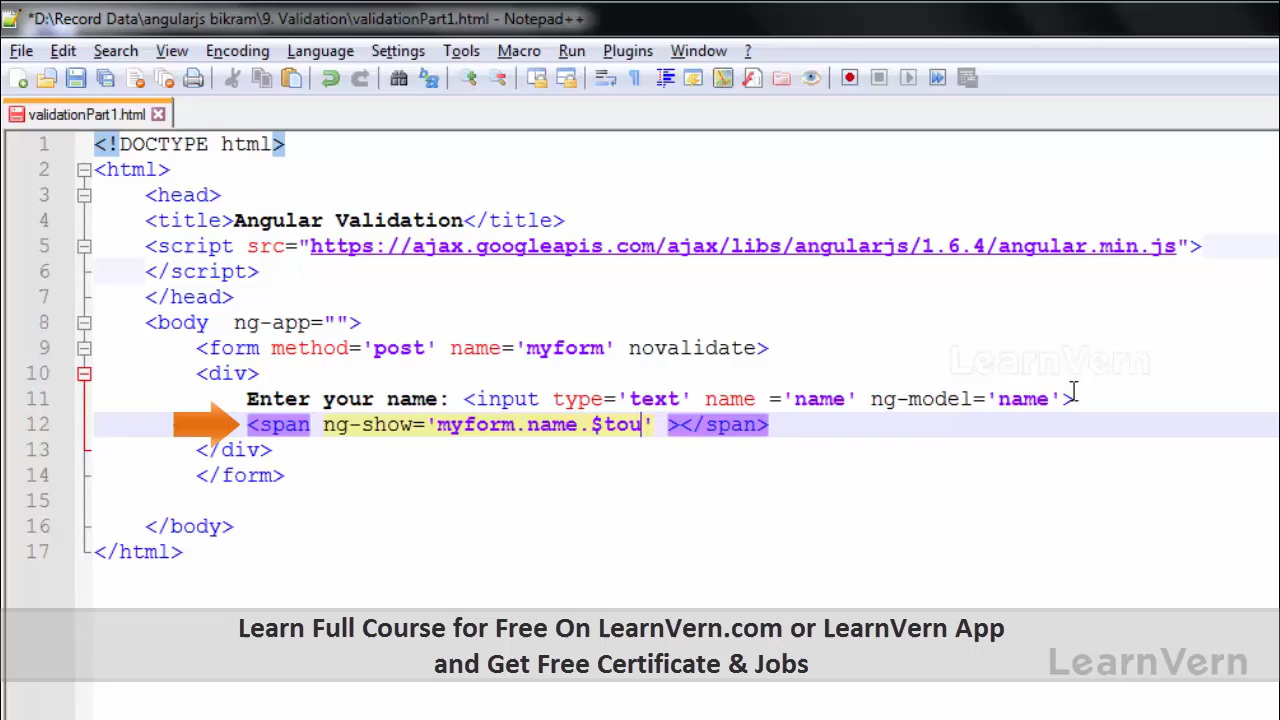 *D:\Record Data\angularjs bikram\9. Validation\validationPart1.html - Notepad++
File Edit Search View Encoding Language Settings Tools Macro Run Plugins Window ?
validationPart1.html
1 <!DOCTYPE html>
2 <html>
3 <head>
4 <title>Angular Validation</title>
5 <script src="https://ajax.googleapis.com/ajax/libs/angularjs/1.6.4/angular.min.js">
6 </script>
7 </head>
8 <body ng-app="">
9 <form method='post' name='myform' novalidate>
LearnVern
10 <div>
11 Enter your name: <input type='text' name ='name' ng-model='name'>
12 <span ng-show='myform.name.$tou' ></span>
13 </div>
14 </form>
15
16 </body>
17 </html>
Learn Full Course for Free On LearnVern.com or LearnVern App
and Get Free Certificate & Jobs
LearnVern